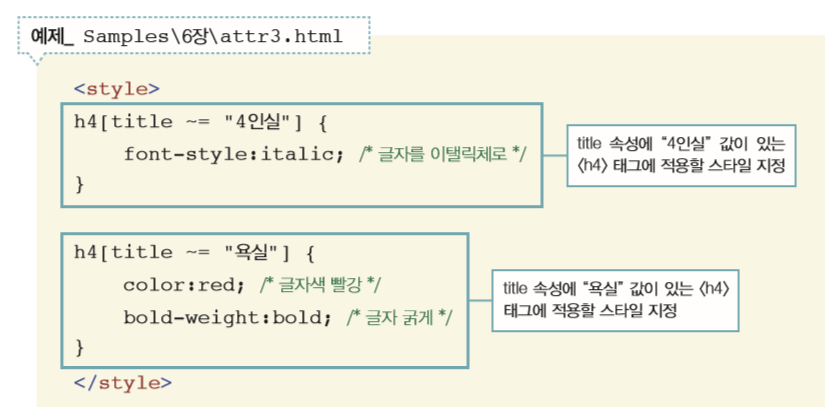 예제_ Samples\6장\attr3.html
<style>
h4[title ~= "4인실"] {
font-style:italic; /* 글자를 이탤릭체로 */
}
title 속성에 “4인실” 값이 있는
〈h4〉 태그에 적용할 스타일 지정
h4[title ~= "욕실"] {
color:red; /* 글자색 빨강 */
bold-weight:bold; /* 글자 굵게 */
}
title 속성에 “욕실” 값이 있는 〈h4〉
태그에 적용할 스타일 지정
</style>